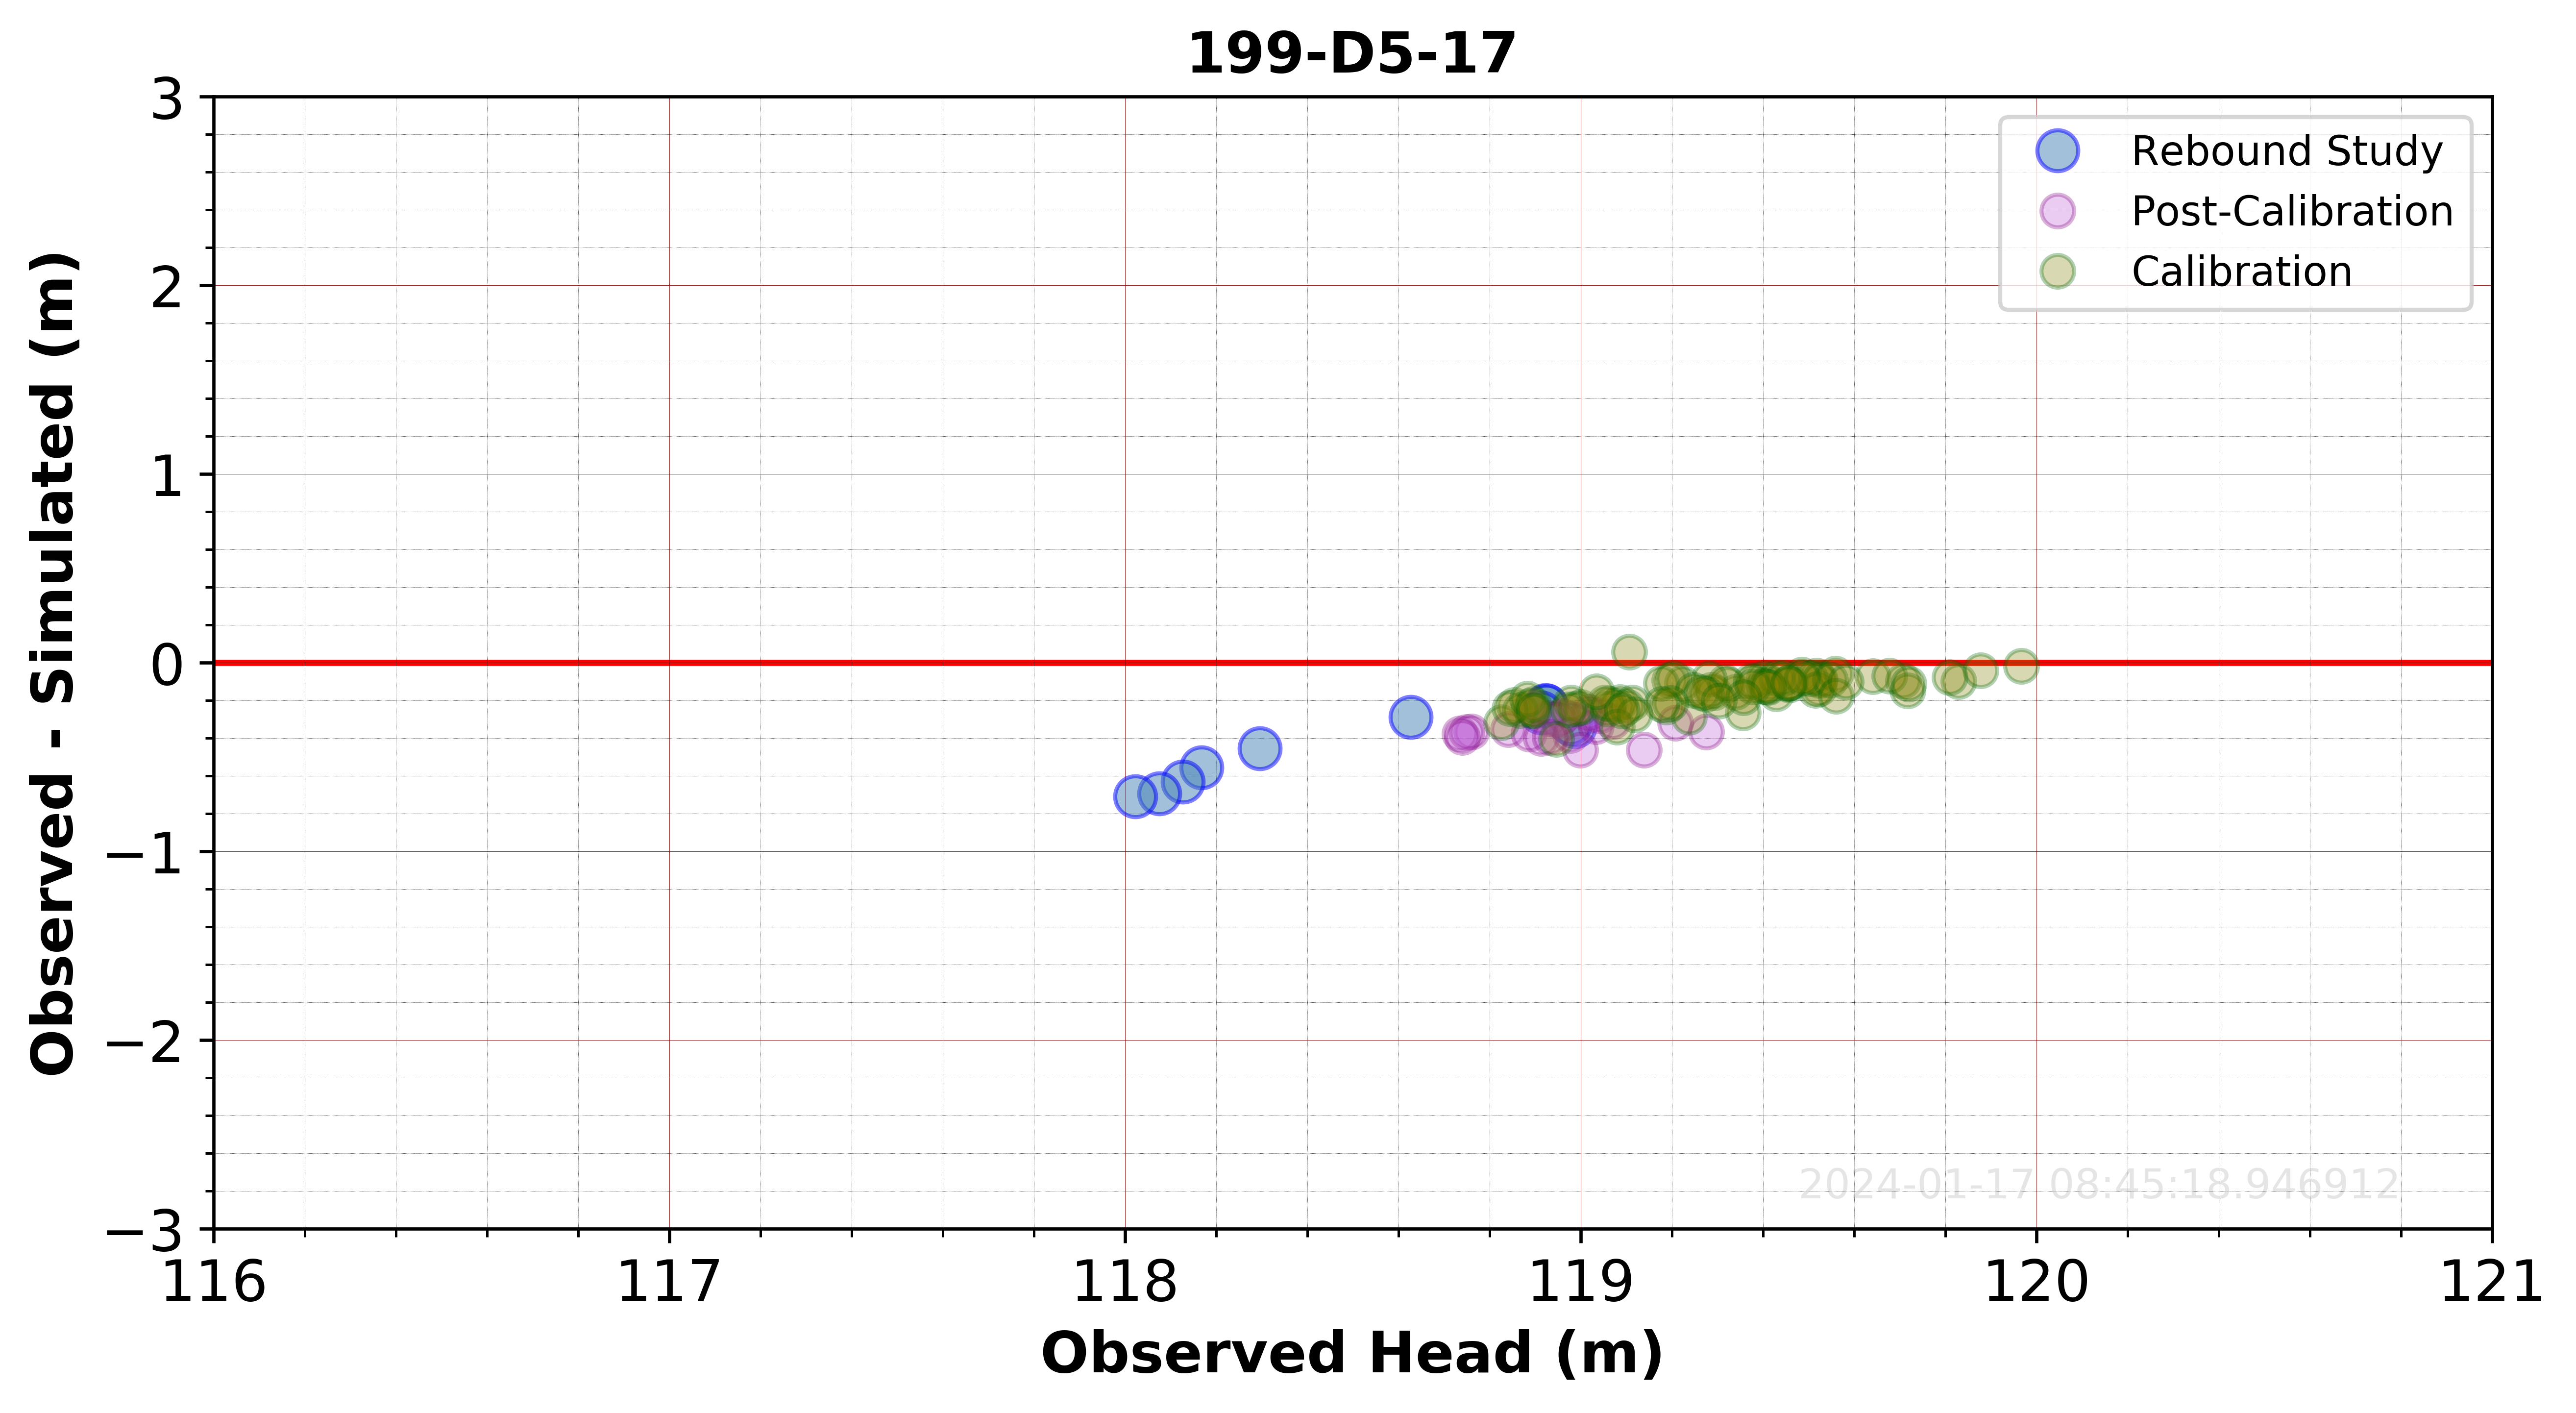 199-D5-17
Observed - Simulated (m)
3
2
1
0
−1
−2
−3
Rebound Study
Post-Calibration
Calibration
2024-01-17 08:45:18.946912
116 117 118 119 120 121
Observed Head (m)